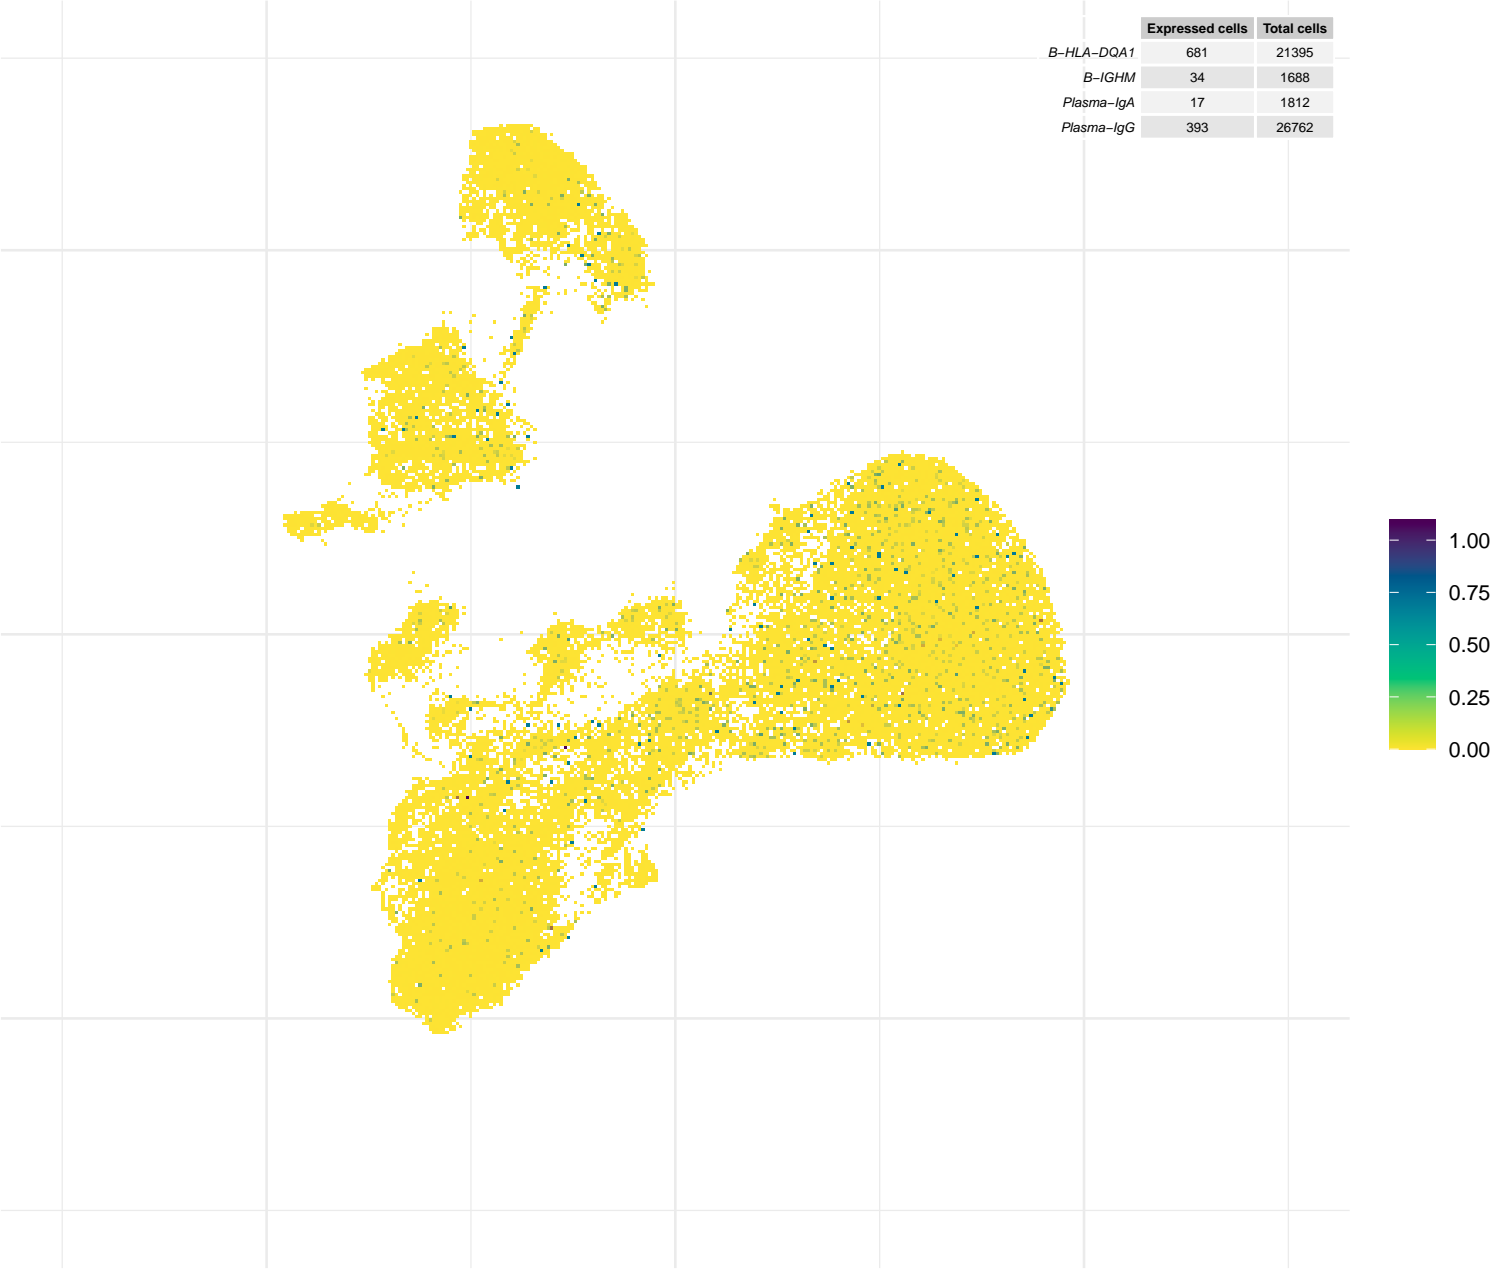 Expressed cells Total cells
B−HLA−DQA1 681 21395
B−IGHM 34 1688
Plasma−IgA 17 1812
Plasma−IgG 393 26762
1.00
0.75
0.50
0.25
0.00